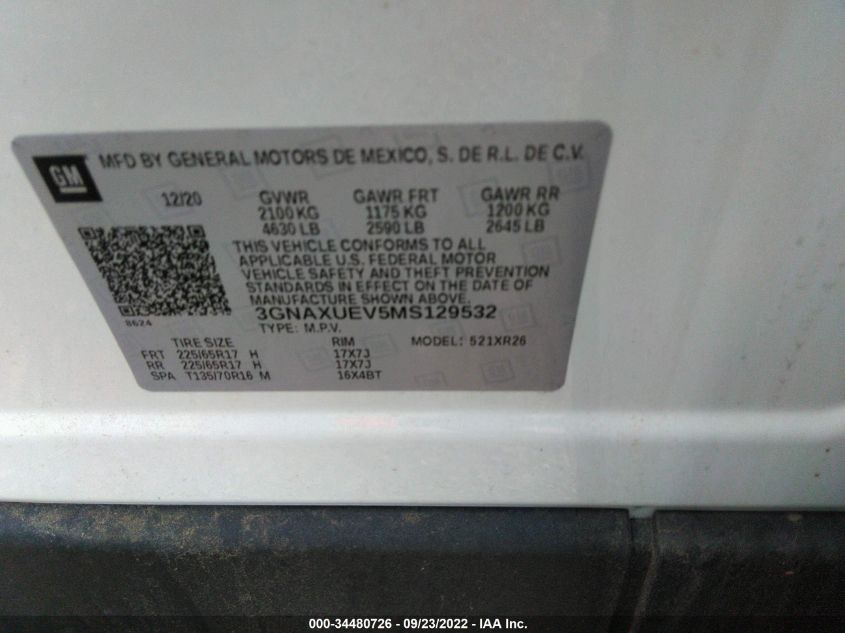 GM MFD BY GENERAL MOTORS DE MEXICO, S. DE R.L. DE C.V.
12/20 GVWR GAWR FRT GAWR RR
2100 KG 1175 KG 1200 KG
4630 LB 2590 LB 2645 LB
THIS VEHICLE CONFORMS TO ALL
APPLICABLE U.S. FEDERAL MOTOR
VEHICLE SAFETY AND THEFT PREVENTION
STANDARDS IN EFFECT ON THE DATE OF
MANUFACTURE SHOWN ABOVE.
8624 3GNAXUEV5MS129532
TYPE: M.P.V.
TIRE SIZE RIM MODEL: 521XR26
FRT 225/65R17 H 17X7J
RR 225/65R17 H 17X7J
SPA T135/70R16 M 16X4BT
000-34480726 - 09/23/2022 - IAA Inc.